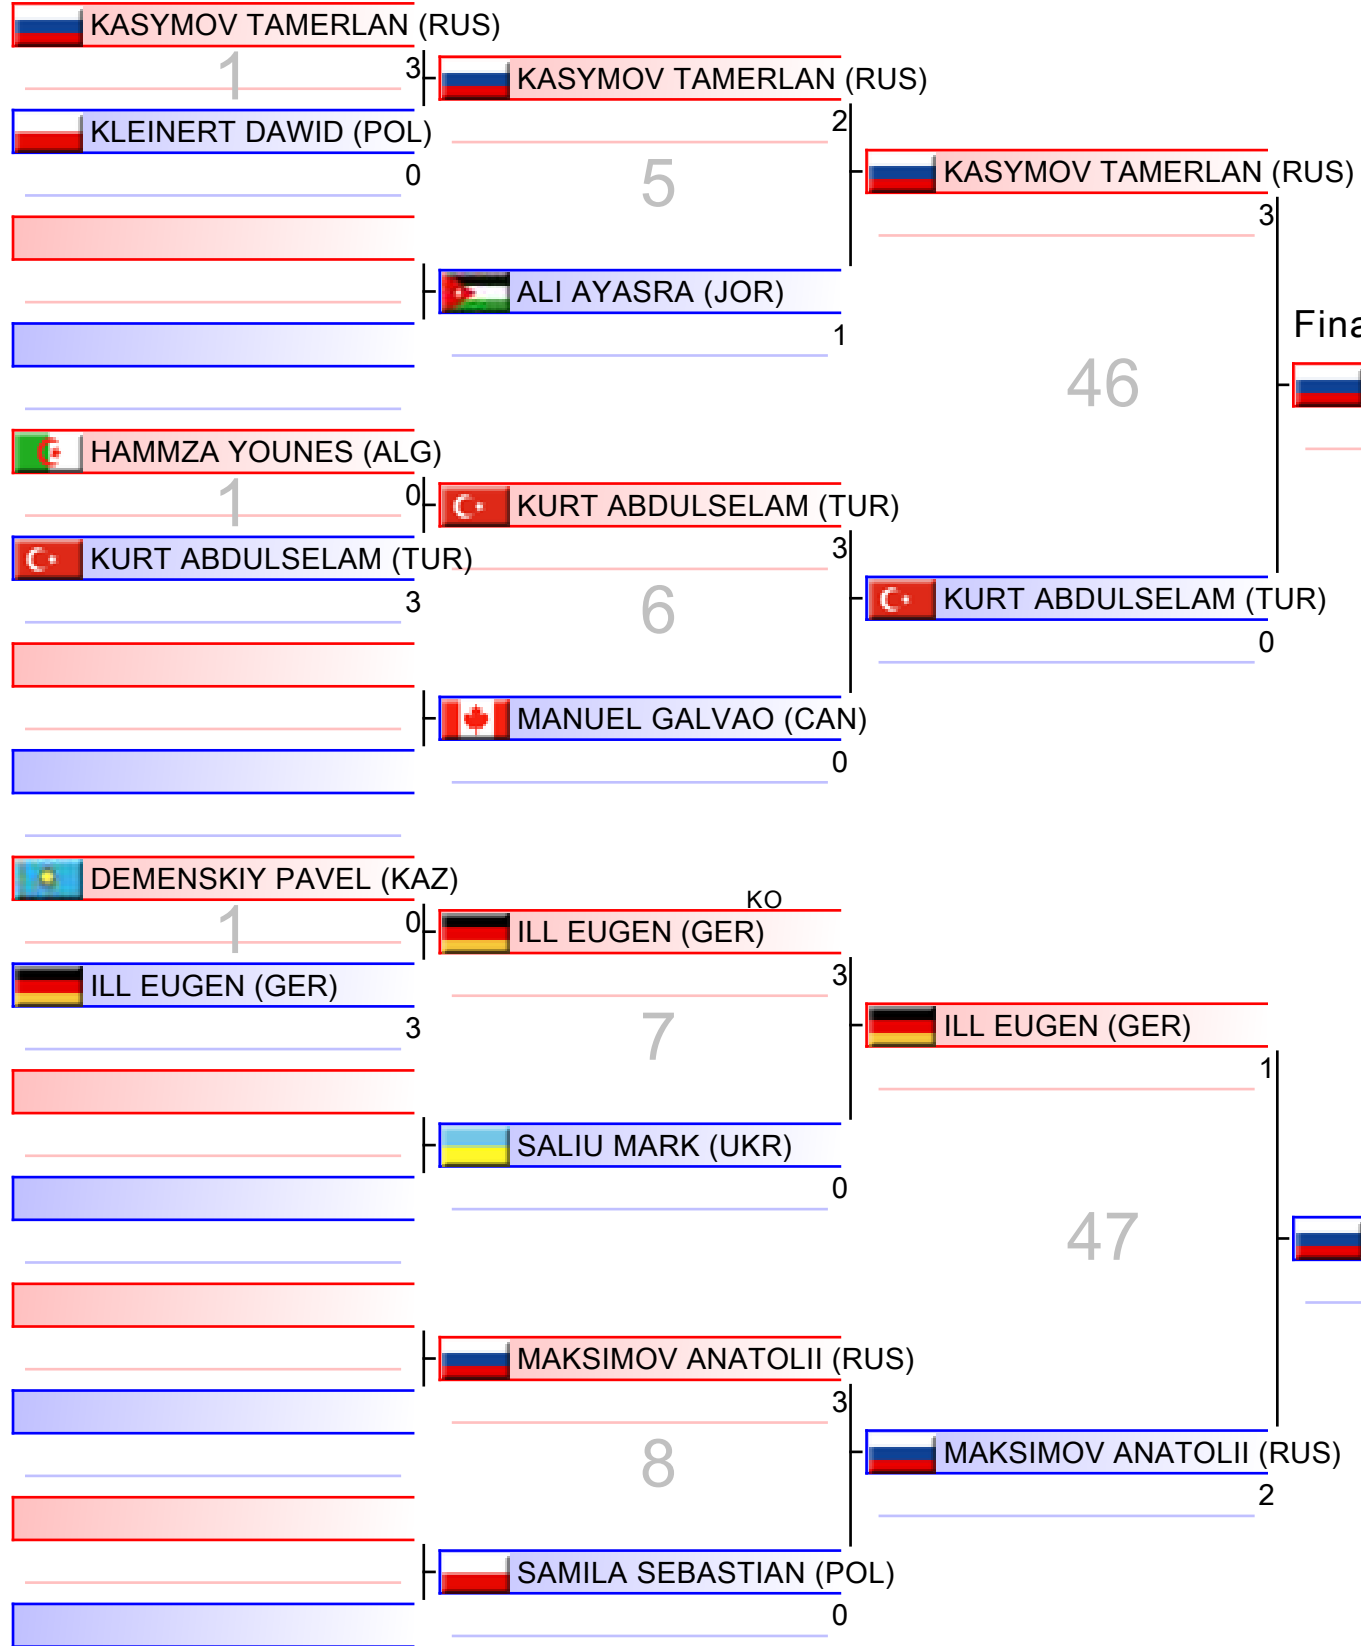 KASYMOV TAMERLAN (RUS)
1
3
KLEINERT DAWID (POL)
0
KASYMOV TAMERLAN (RUS)
2
5
ALI AYASRA (JOR)
1
KASYMOV TAMERLAN (RUS)
3
46
HAMMZA YOUNES (ALG)
1
0
KURT ABDULSELAM (TUR)
3
KURT ABDULSELAM (TUR)
3
6
MANUEL GALVAO (CAN)
0
KURT ABDULSELAM (TUR)
0
Fina
DEMENSKIY PAVEL (KAZ)
1
0
ILL EUGEN (GER)
3
KO
ILL EUGEN (GER)
3
7
SALIU MARK (UKR)
0
ILL EUGEN (GER)
1
47
MAKSIMOV ANATOLII (RUS)
3
8
SAMILA SEBASTIAN (POL)
0
MAKSIMOV ANATOLII (RUS)
2